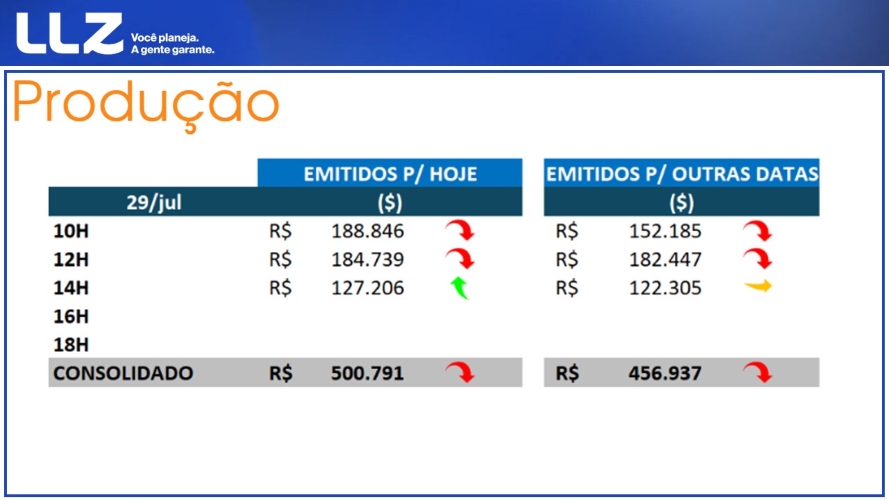 LLZ
Você planeja.
A gente garante.
Produção
EMITIDOS P/ HOJE EMITIDOS P/ OUTRAS DATAS
29/jul ($) ($)
10H R$ 188.846 R$ 152.185
12H R$ 184.739 R$ 182.447
14H R$ 127.206 R$ 122.305
16H
18H
CONSOLIDADO R$ 500.791 R$ 456.937